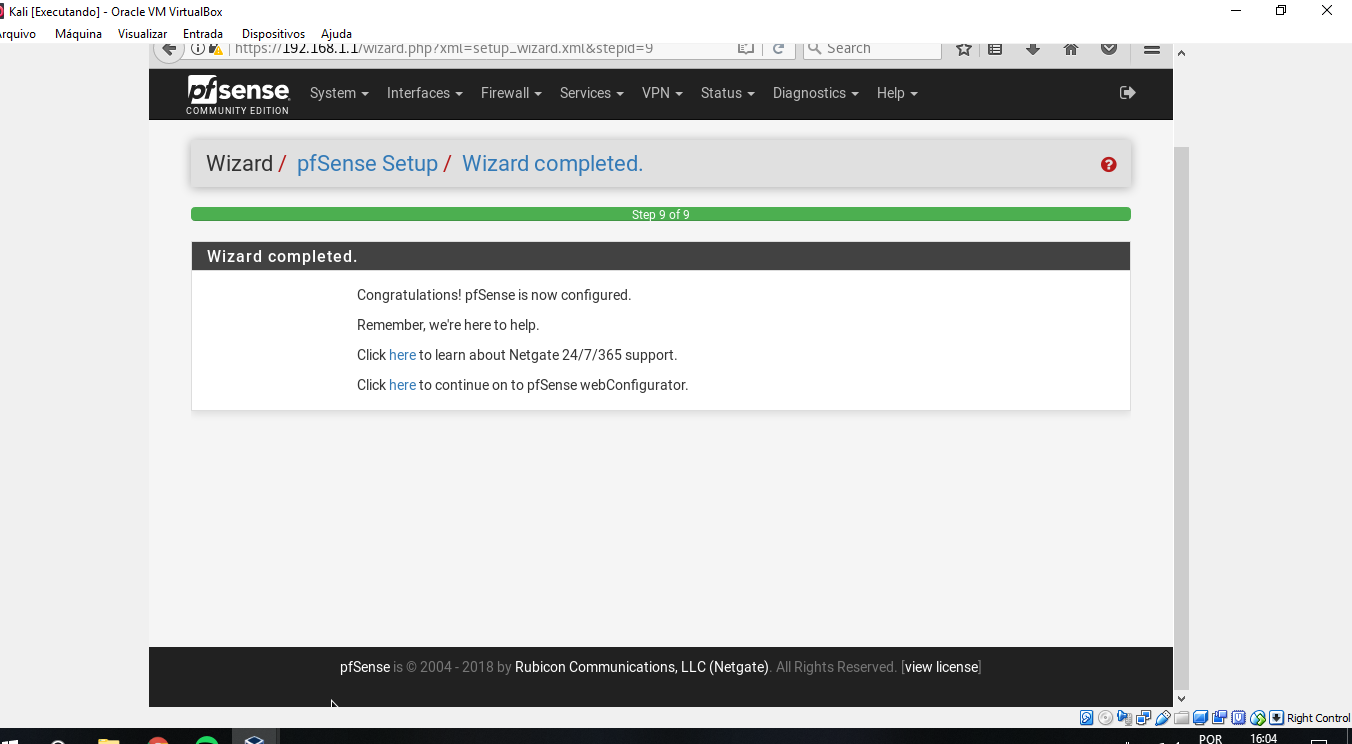 Kali [Executando] - Oracle VM VirtualBox
rquivo Máquina Visualizar Entrada Dispositivos Ajuda
https://192.168.1.1/wizard.php?xml=setup_wizard.xml&stepid=9 Search
pfsense System Interfaces Firewall Services VPN Status Diagnostics Help
COMMUNITY EDITION
Wizard / pfSense Setup / Wizard completed.
Step 9 of 9
Wizard completed.
Congratulations! pfSense is now configured.
Remember, we're here to help.
Click here to learn about Netgate 24/7/365 support.
Click here to continue on to pfSense webConfigurator.
pfSense is © 2004 - 2018 by Rubicon Communications, LLC (Netgate). All Rights Reserved. [view license]
Right Control
POR 16:04